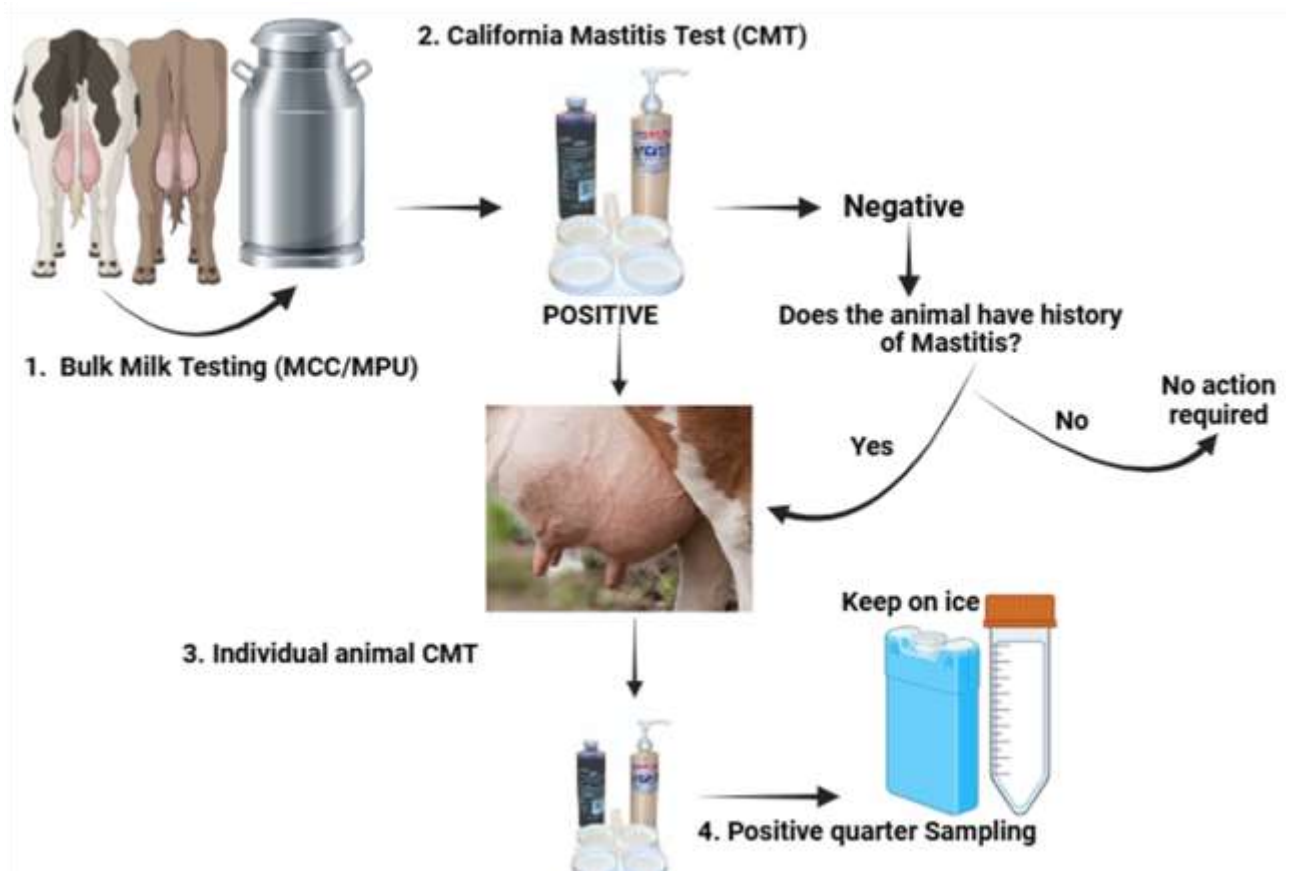 2. California Mastitis Test (CMT)
Negative
POSITIVE
Does the animal have history
of Mastitis?
1. Bulk Milk Testing (MCC/MPU)
No action
required
No
Yes
Keep on ice
3. Individual animal CMT
4. Positive quarter Sampling